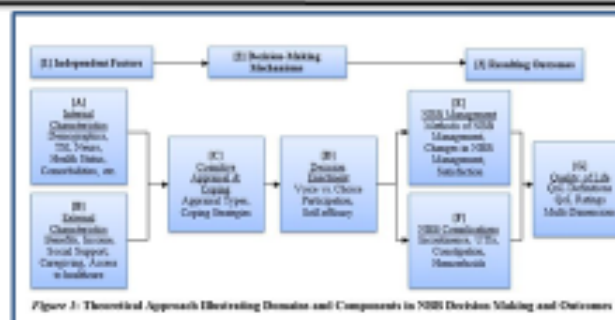 [1] Independent Factors
[2] Decision-Making
Mechanisms
[3] Resulting Outcomes
[A]
Internal
Characteristics
Demographics,
Health Status,
Comorbidities, etc.
[B]
External
Characteristics
Benefits, Income,
Social Support,
Caregiving, Access
to healthcare
[C]
Cognitive
Appraisal &
Coping
Appraisal Types,
Coping Strategies
[D]
Decision
Enactment
Voice vs. Choice
Participation,
Self-efficacy
[E]
NBB Management
Methods of NBB
Management,
Changes in NBB
Management,
Satisfaction
[F]
NBB Complications
Incontinence, UTIs,
Constipation,
Hemorrhoids
[G]
Quality of Life
QoL Definitions
QoL Ratings
Multi-Dimension
Figure 1: Theoretical Approach Illustrating Domains and Components in NBB Decision Making and Outcomes